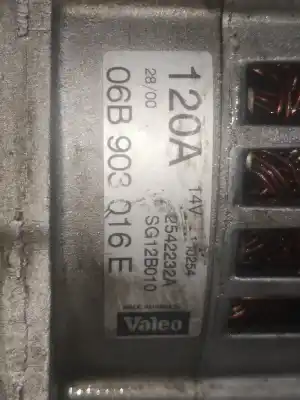 120A 14V
28/00 2542232A
06B 903 016 E
SG12B010
Valeo